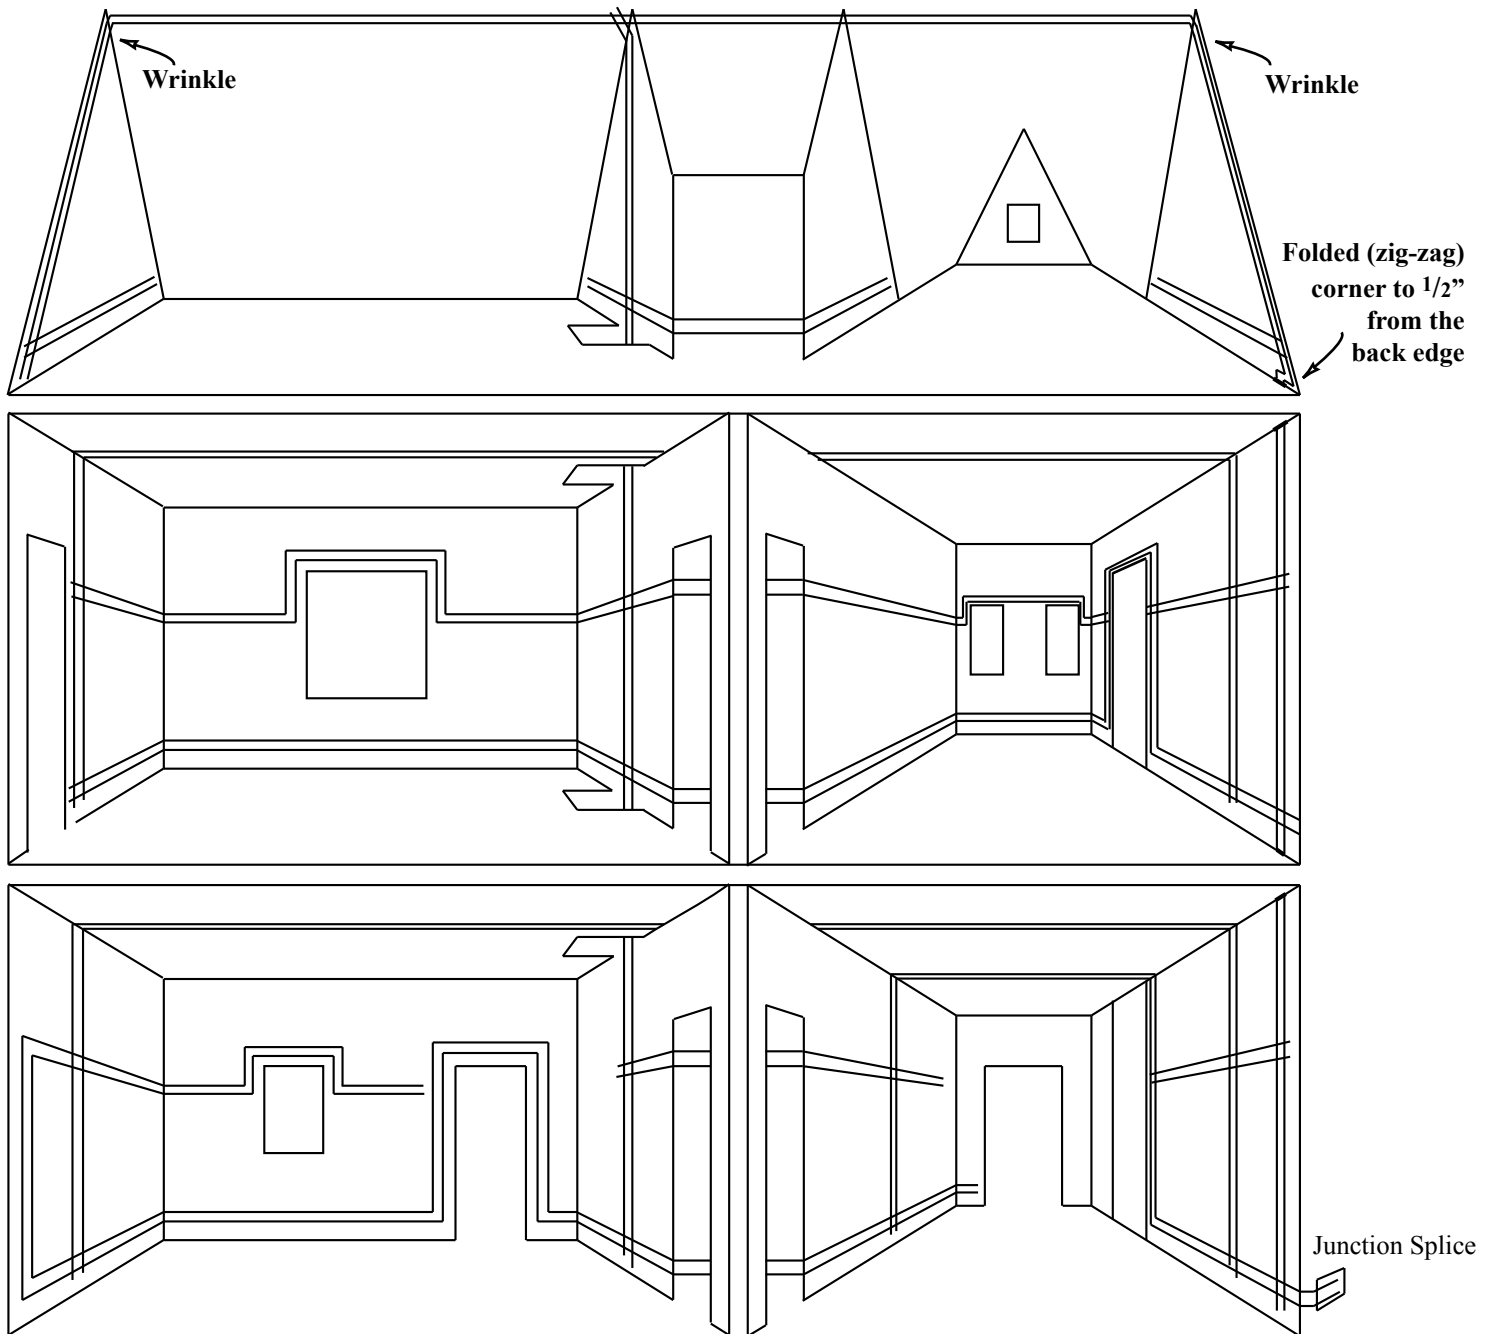 Wrinkle
Wrinkle
Folded (zig-zag)
corner to 1/2”
from the
back edge
Junction Splice